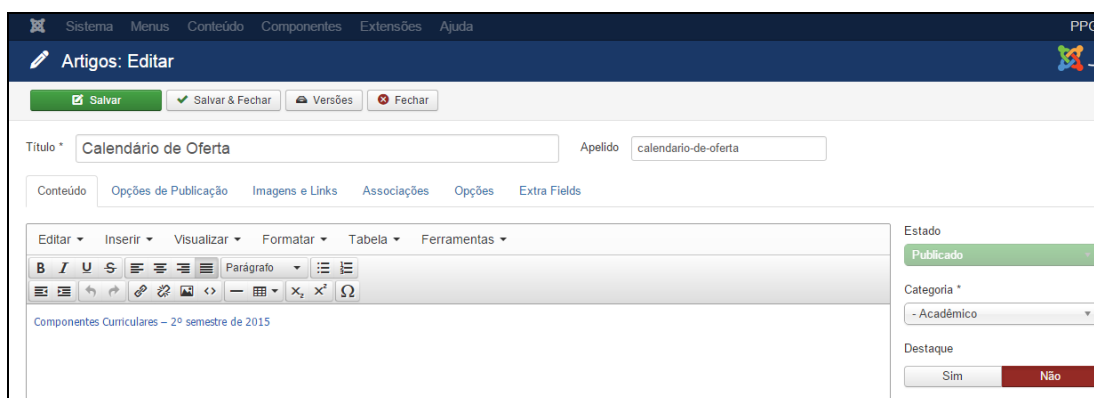 Sistema Menus Conteúdo Componentes Extensões Ajuda
Artigos: Editar
Salvar Salvar & Fechar Versões Fechar
Título * Calendário de Oferta Apelido calendario-de-oferta
Conteúdo Opções de Publicação Imagens e Links Associações Opções Extra Fields
Editar Inserir Visualizar Formatar Tabela Ferramentas
B I U S Parágrafo
X₂ X² Ω
Componentes Curriculares – 2º semestre de 2015
Estado
Publicado
Categoria *
- Acadêmico
Destaque
Sim Não